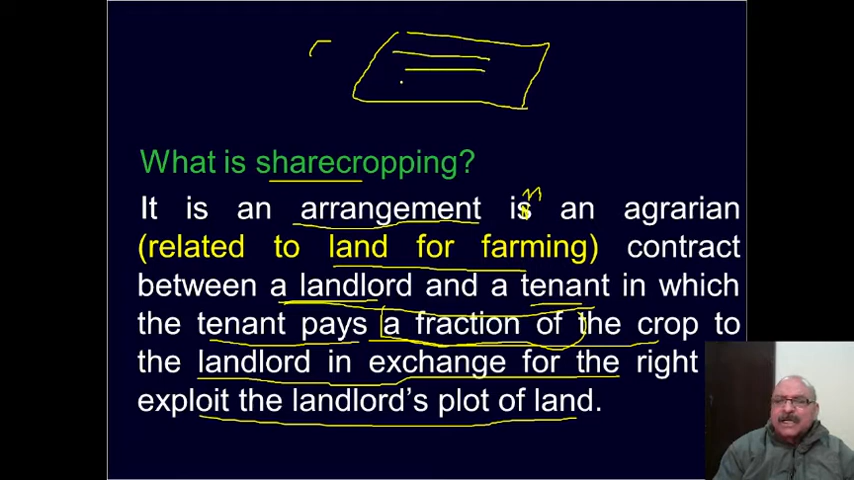 What is sharecropping?
It is an arrangement is an agrarian
(related to land for farming) contract
between a landlord and a tenant in which
the tenant pays a fraction of the crop to
the landlord in exchange for the right
exploit the landlord's plot of land.